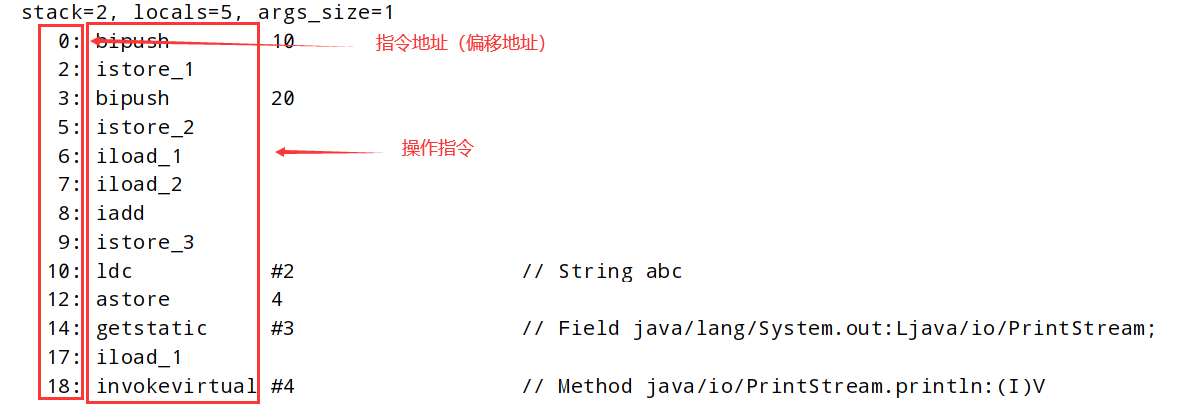 stack=2, locals=5, args_size=1
0: bipush 10 指令地址（偏移地址）
2: istore_1
3: bipush 20
5: istore_2
6: iload_1 操作指令
7: iload_2
8: iadd
9: istore_3
10: ldc #2 // String abc
12: astore 4
14: getstatic #3 // Field java/lang/System.out:Ljava/io/PrintStream;
17: iload_1
18: invokevirtual #4 // Method java/io/PrintStream.println:(I)V